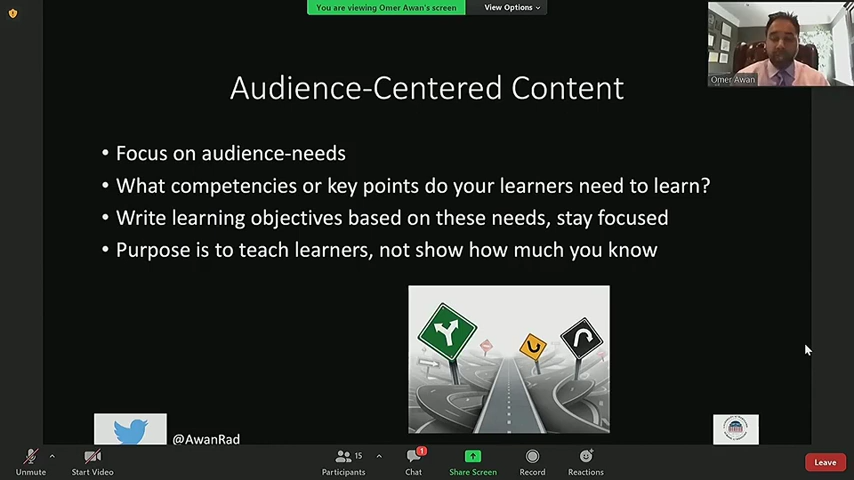 You are viewing Omer Awan's screen
View Options
Omer Awan
Audience-Centered Content
• Focus on audience-needs
• What competencies or key points do your learners need to learn?
• Write learning objectives based on these needs, stay focused
• Purpose is to teach learners, not show how much you know
@AwanRad
Unmute
Start Video
15
Participants
1
Chat
Share Screen
Record
Reactions
Leave